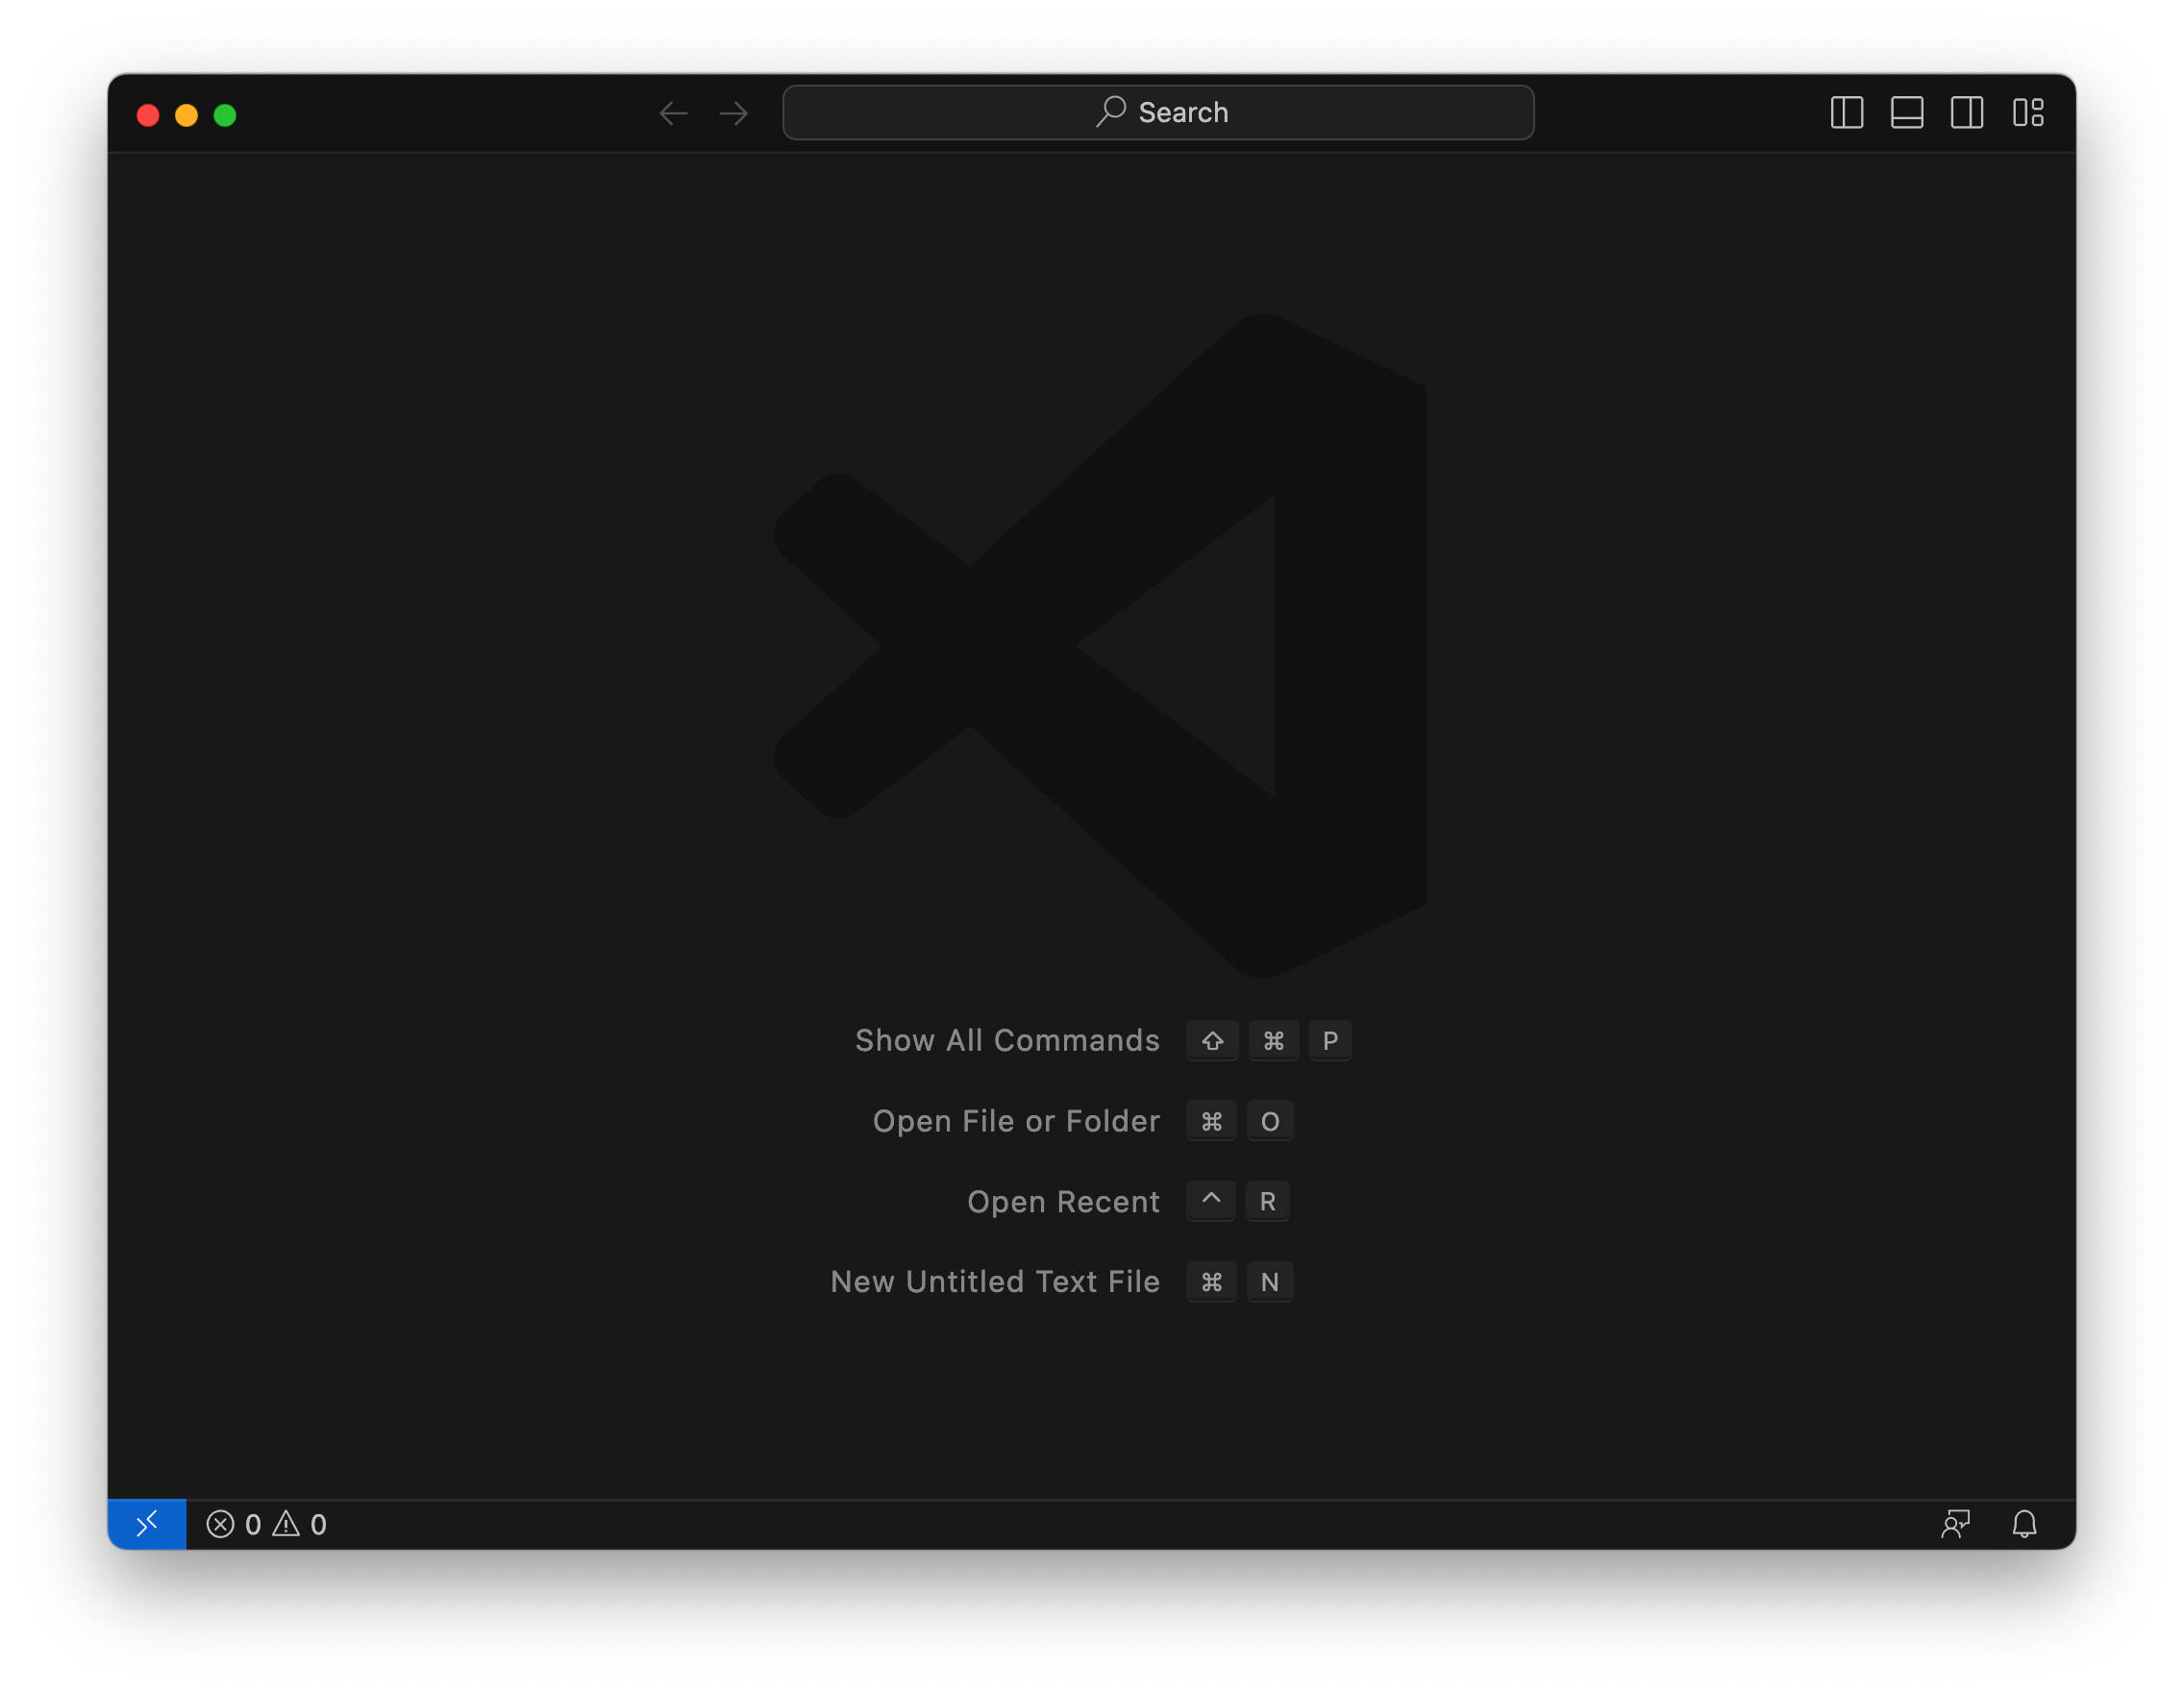 Search
Show All Commands ⇧ ⌘ P
Open File or Folder ⌘ O
Open Recent ⌃ R
New Untitled Text File ⌘ N
0 0